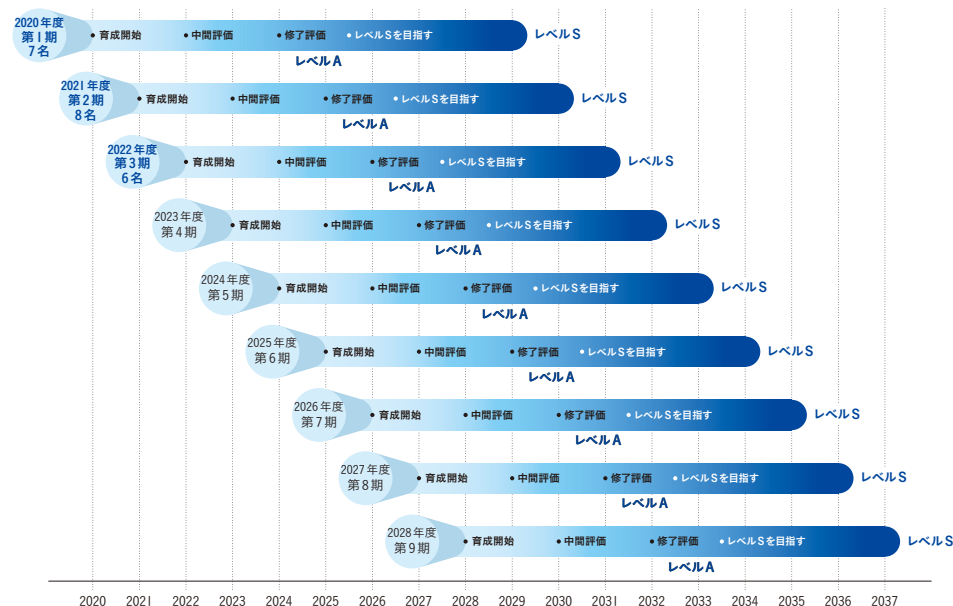 2020年度
第1期
7名
育成開始
中間評価
修了評価
レベルSを目指す
レベルS
レベルA
2021年度
第2期
8名
育成開始
中間評価
修了評価
レベルSを目指す
レベルS
レベルA
2022年度
第3期
6名
育成開始
中間評価
修了評価
レベルSを目指す
レベルS
レベルA
2023年度
第4期
育成開始
中間評価
修了評価
レベルSを目指す
レベルS
レベルA
2024年度
第5期
育成開始
中間評価
修了評価
レベルSを目指す
レベルS
レベルA
2025年度
第6期
育成開始
中間評価
修了評価
レベルSを目指す
レベルS
レベルA
2026年度
第7期
育成開始
中間評価
修了評価
レベルSを目指す
レベルS
レベルA
2027年度
第8期
育成開始
中間評価
修了評価
レベルSを目指す
レベルS
レベルA
2028年度
第9期
育成開始
中間評価
修了評価
レベルSを目指す
レベルS
レベルA
2020 2021 2022 2023 2024 2025 2026 2027 2028 2029 2030 2031 2032 2033 2034 2035 2036 2037